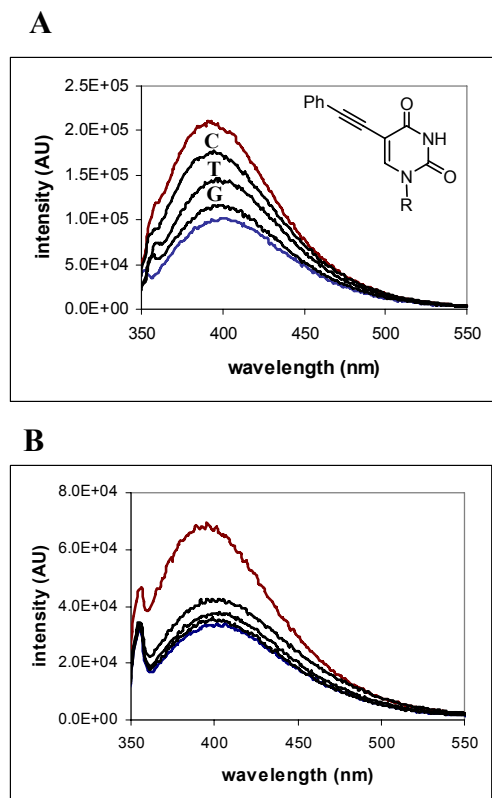 A
2.5E+05
2.0E+05
1.5E+05
1.0E+05
5.0E+04
0.0E+00
intensity (AU)
C
T
G
Ph
O
NH
N
O
R
350 400 450 500 550
wavelength (nm)
B
8.0E+04
6.0E+04
4.0E+04
2.0E+04
0.0E+00
intensity (AU)
350 400 450 500 550
wavelength (nm)